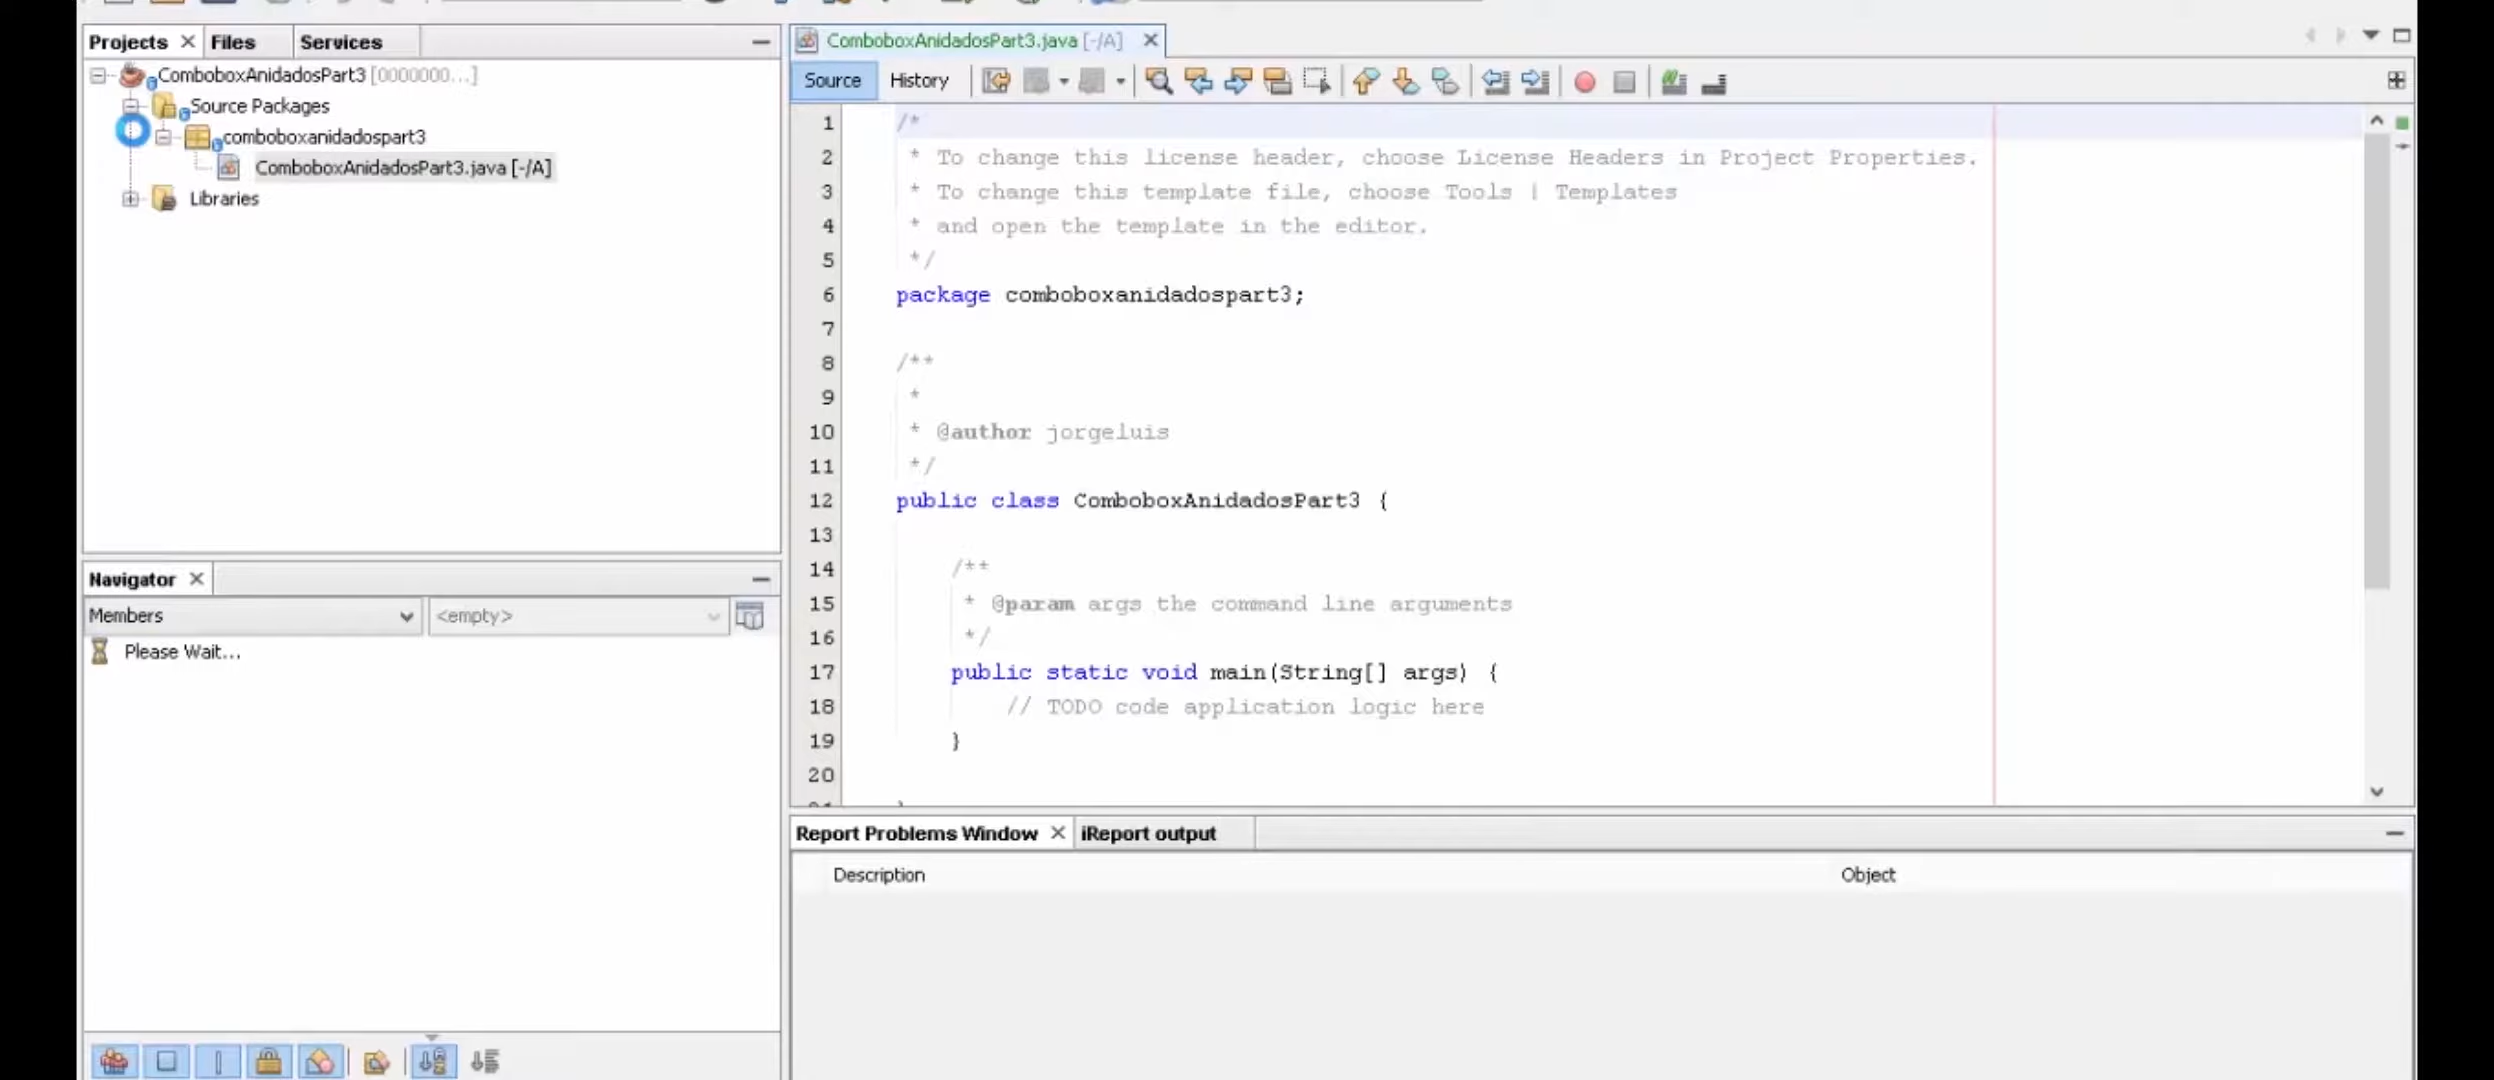 Projects Files Services
ComboboxAnidadosPart3 [0000000...]
Source Packages
comboboxanidadospart3
ComboboxAnidadosPart3.java [-/A]
Libraries
Navigator
Members <empty>
Please Wait...
ComboboxAnidadosPart3.java [-/A]
Source History
1 /*
2 * To change this license header, choose License Headers in Project Properties.
3 * To change this template file, choose Tools | Templates
4 * and open the template in the editor.
5 */
6 package comboboxanidadospart3;
7
8 /**
9 *
10 * @author jorgeluis
11 */
12 public class ComboboxAnidadosPart3 {
13
14 /**
15 * @param args the command line arguments
16 */
17 public static void main(String[] args) {
18 // TODO code application logic here
19 }
20
Report Problems Window iReport output
Description Object